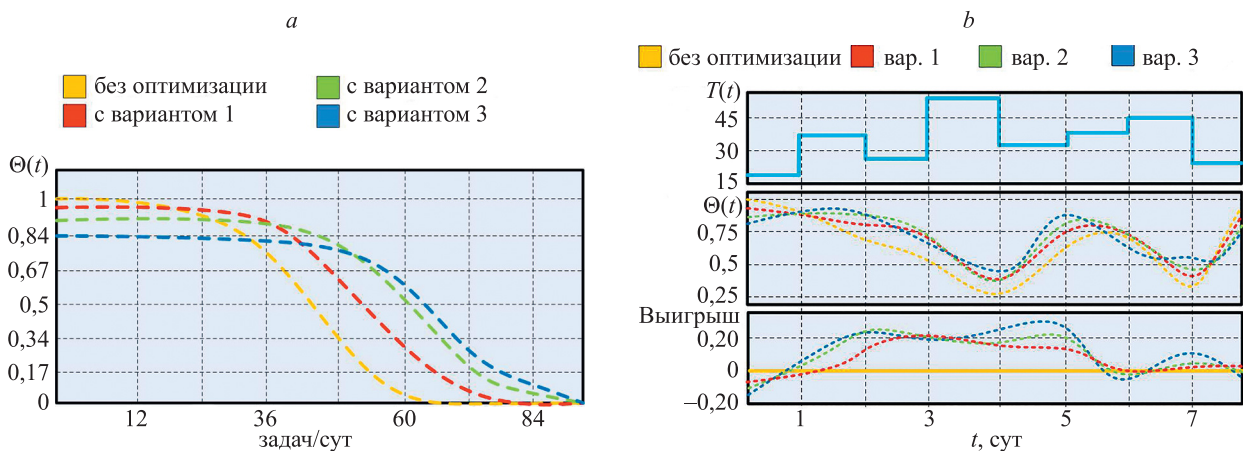 a
без оптимизации
с вариантом 1
с вариантом 2
с вариантом 3
Θ(t)
1
0,84
0,67
0,5
0,34
0,17
0
12 36 60 84
задач/сут
b
без оптимизации вар. 1 вар. 2 вар. 3
T(t)
45
30
15
Θ(t)
0,75
0,5
0,25
Выигрыш
0,20
0
–0,20
1 3 5 7
t, сут